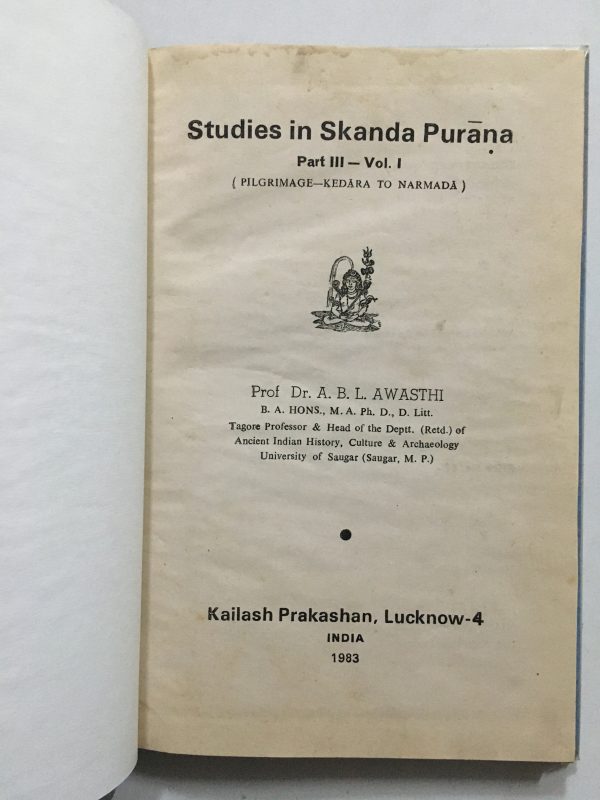 Studies in Skanda Purāṇa
Part III — Vol. I
( PILGRIMAGE—KEDĀRA TO NARMADĀ )
Prof Dr. A. B. L. AWASTHI
B. A. HONS., M. A. Ph. D., D. Litt.
Tagore Professor & Head of the Deptt. (Retd.) of
Ancient Indian History, Culture & Archaeology
University of Saugar (Saugar, M. P.)
Kailash Prakashan, Lucknow-4
INDIA
1983